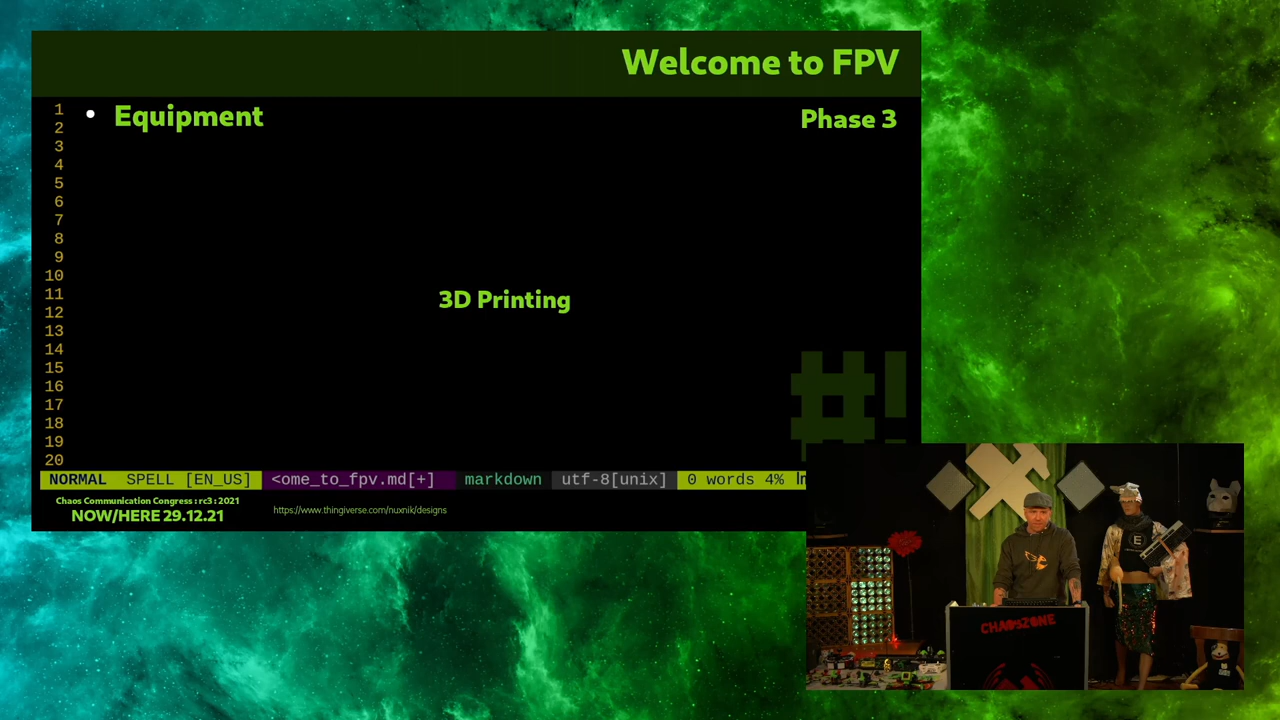 Welcome to FPV
• Equipment
Phase 3
1
2
3
4
5
6
7
8
9
10
11
12
13
14
15
16
17
18
19
20
3D Printing
#!
NORMAL SPELL [EN_US] <ome_to_fpv.md[+] markdown utf-8[unix] 0 words 4% ln
Chaos Communication Congress : rc3 : 2021
NOW/HERE 29.12.21
https://www.thingiverse.com/nuxnik/designs
E
CHAOSZONE